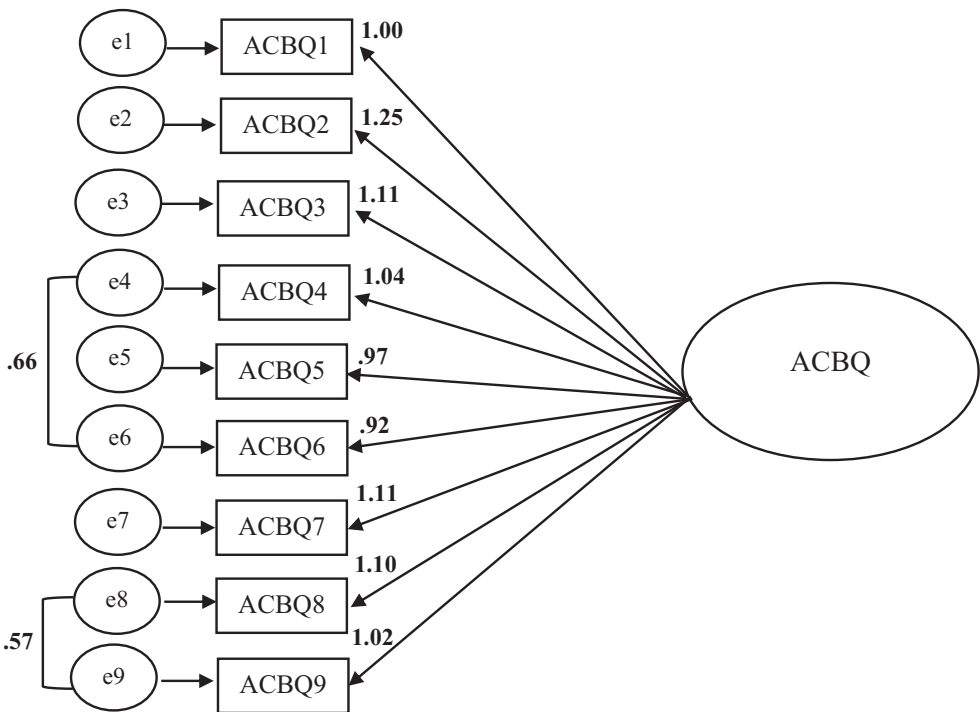 e1 ACBQ1 1.00
e2 ACBQ2 1.25
e3 ACBQ3 1.11
e4 ACBQ4 1.04
.66 e5 ACBQ5 .97 ACBQ
e6 ACBQ6 .92
e7 ACBQ7 1.11
e8 ACBQ8 1.10
.57
e9 ACBQ9 1.02